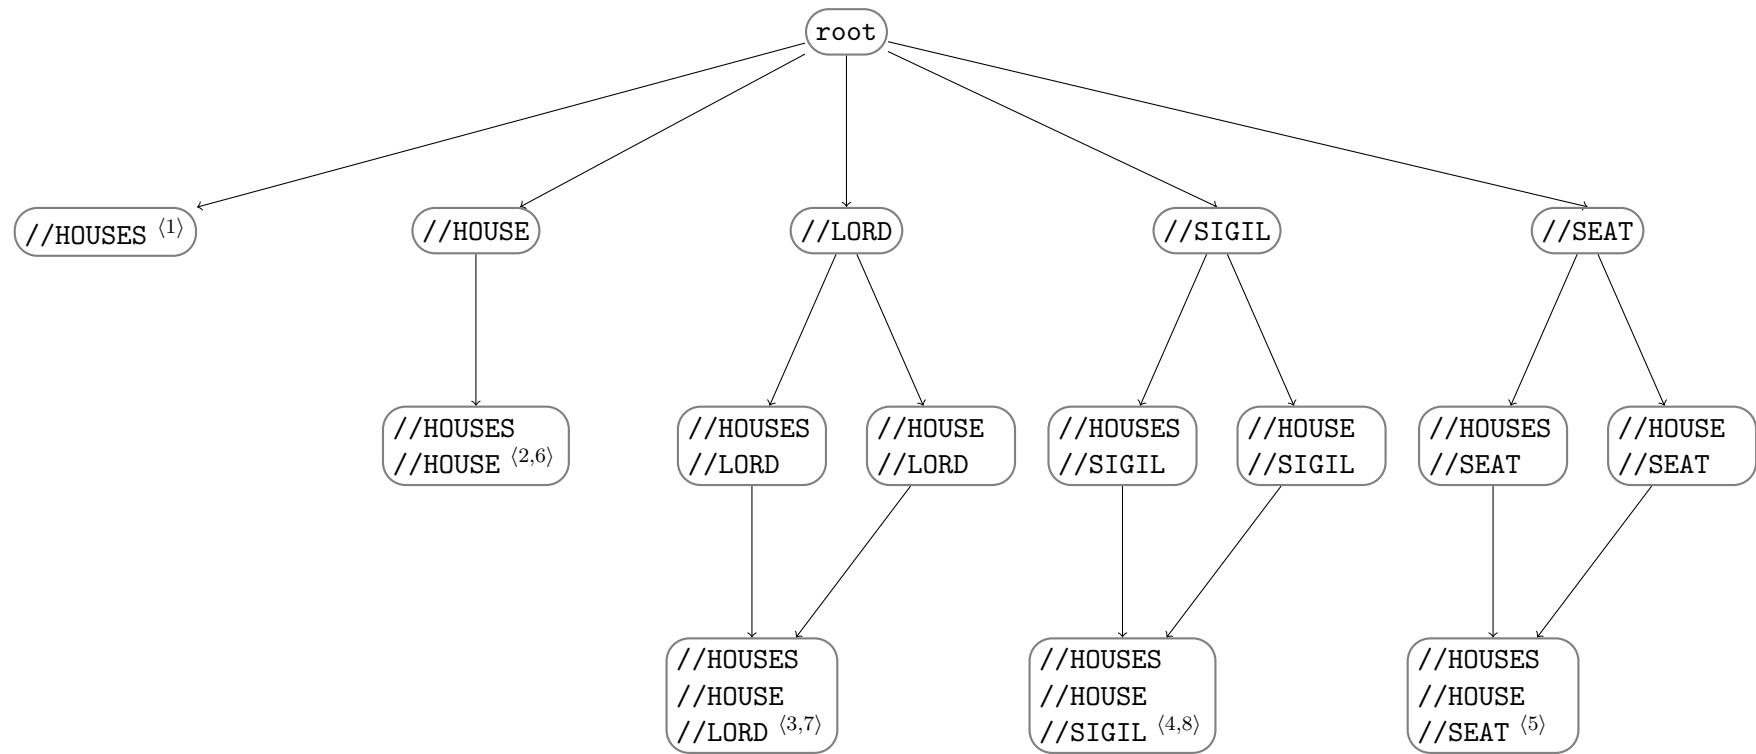 root
//HOUSES ⟨1⟩
//HOUSE
//LORD
//SIGIL
//SEAT
//HOUSES
//HOUSE ⟨2,6⟩
//HOUSES
//LORD
//HOUSE
//LORD
//HOUSES
//SIGIL
//HOUSE
//SIGIL
//HOUSES
//SEAT
//HOUSE
//SEAT
//HOUSES
//HOUSE
//LORD ⟨3,7⟩
//HOUSES
//HOUSE
//SIGIL ⟨4,8⟩
//HOUSES
//HOUSE
//SEAT ⟨5⟩